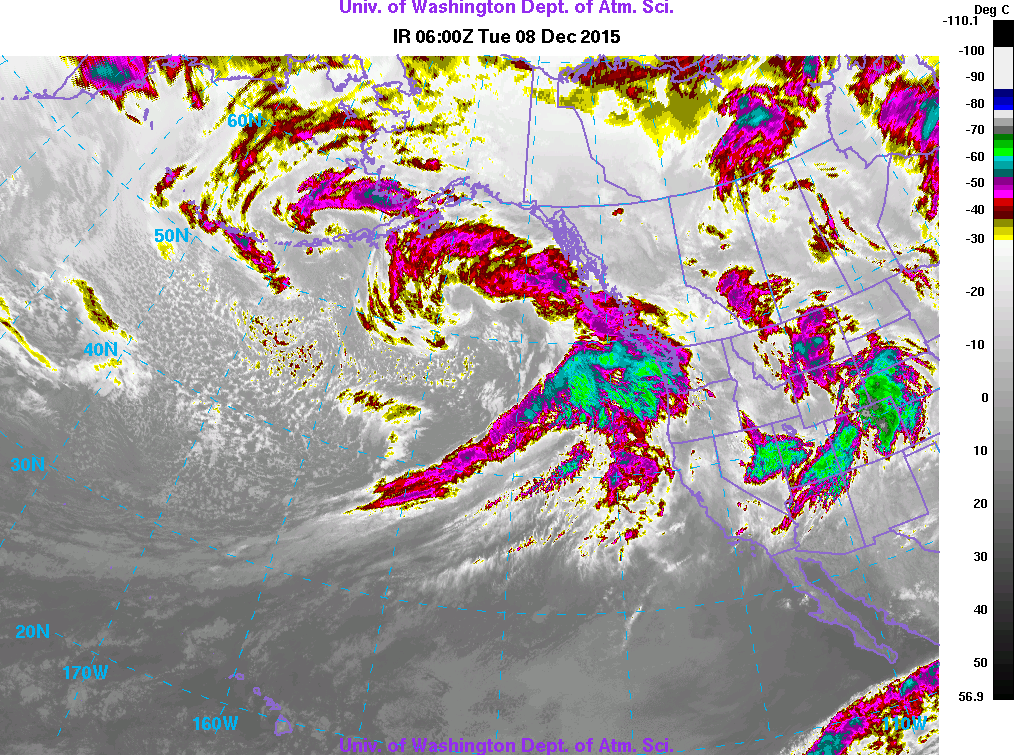 Univ. of Washington Dept. of Atm. Sci.
IR 06:00Z Tue 08 Dec 2015
Deg C
-110.1
-100
-90
-80
-70
-60
-50
-40
-30
-20
-10
0
10
20
30
40
50
56.9
60N
50N
40N
30N
20N
170W
160W
110W
Univ. of Washington Dept. of Atm. Sci.